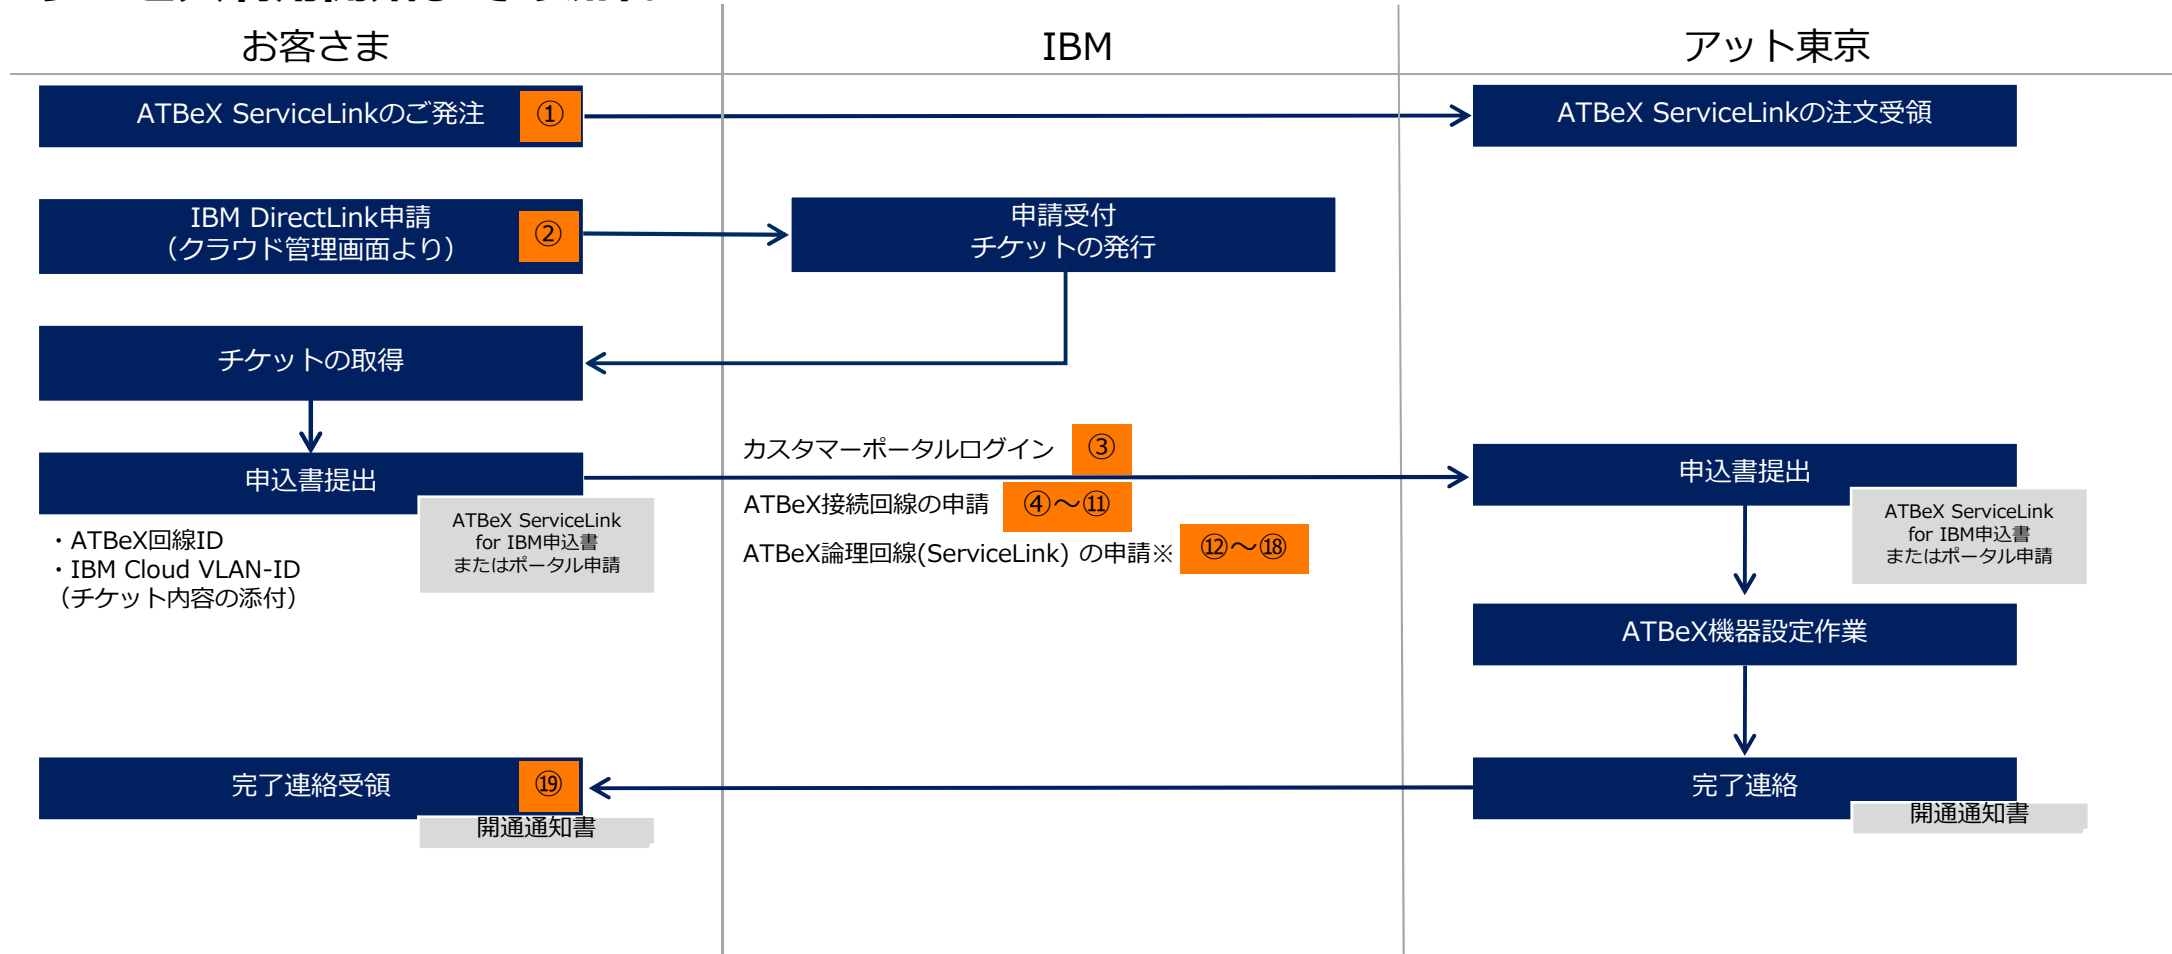 お客さま
IBM
アット東京
ATBeX ServiceLinkのご発注
①
ATBeX ServiceLinkの注文受領
IBM DirectLink申請
（クラウド管理画面より）
②
申請受付
チケットの発行
チケットの取得
カスタマーポータルログイン
③
申込書提出
ATBeX ServiceLink
for IBM申込書
またはポータル申請
・ATBeX回線ID
・IBM Cloud VLAN-ID
（チケット内容の添付）
ATBeX接続回線の申請
④～⑪
ATBeX論理回線(ServiceLink) の申請※
⑫～⑱
申込書提出
ATBeX ServiceLink
for IBM申込書
またはポータル申請
ATBeX機器設定作業
完了連絡受領
⑲
開通通知書
完了連絡
開通通知書